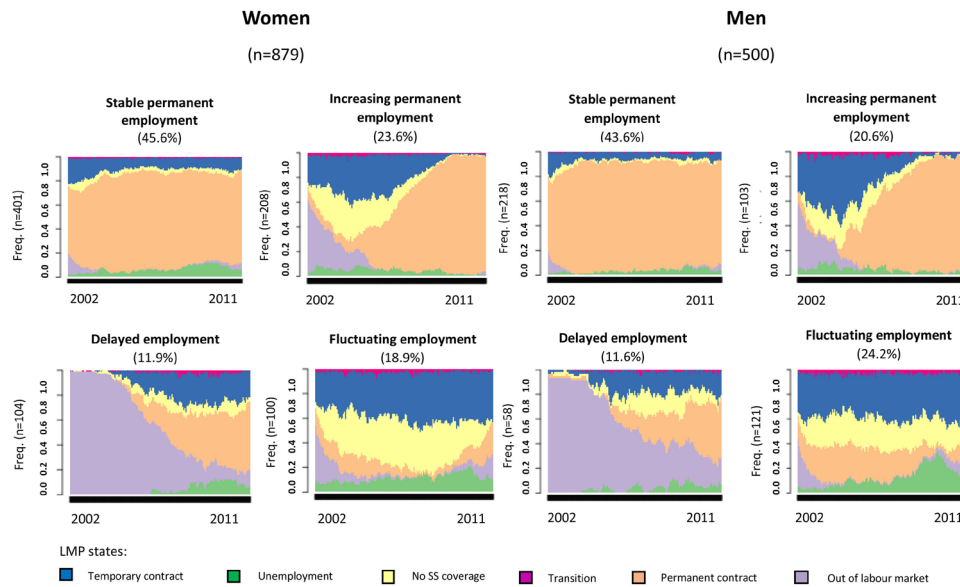 Women
Men
(n=879)
(n=500)
Stable permanent
employment
(45.6%)
Increasing permanent
employment
(23.6%)
Stable permanent
employment
(43.6%)
Increasing permanent
employment
(20.6%)
Freq. (n=401)
0.0 0.2 0.4 0.6 0.8 1.0
2002 2011
Freq. (n=208)
0.0 0.2 0.4 0.6 0.8 1.0
2002 2011
Freq. (n=218)
0.0 0.2 0.4 0.6 0.8 1.0
2002 2011
Freq. (n=103)
0.0 0.2 0.4 0.6 0.8 1.0
2002 2011
Delayed employment
(11.9%)
Fluctuating employment
(18.9%)
Delayed employment
(11.6%)
Fluctuating employment
(24.2%)
Freq. (n=104)
0.0 0.2 0.4 0.6 0.8 1.0
2002 2011
Freq. (n=100)
0.0 0.2 0.4 0.6 0.8 1.0
2002 2011
Freq. (n=58)
0.0 0.2 0.4 0.6 0.8 1.0
2002 2011
Freq. (n=121)
0.0 0.2 0.4 0.6 0.8 1.0
2002 2011
LMP states:
Temporary contract Unemployment No SS coverage Transition Permanent contract Out of labour market